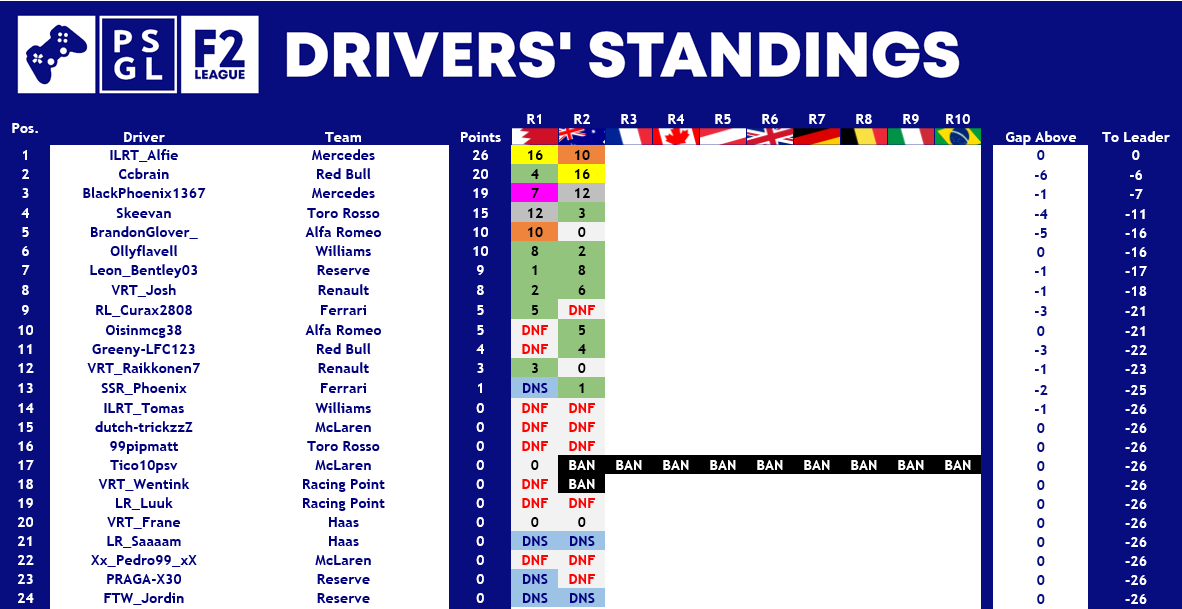 PS GL F2 LEAGUE DRIVERS' STANDINGS
R1 R2 R3 R4 R5 R6 R7 R8 R9 R10
Pos. Driver Team Points Gap Above To Leader
1 ILRT_Alfie Mercedes 26 16 10 0 0
2 Ccbrain Red Bull 20 4 16 -6 -6
3 BlackPhoenix1367 Mercedes 19 7 12 -1 -7
4 Skeevan Toro Rosso 15 12 3 -4 -11
5 BrandonGlover_ Alfa Romeo 10 10 0 -5 -16
6 Ollyflavell Williams 10 8 2 0 -16
7 Leon_Bentley03 Reserve 9 1 8 -1 -17
8 VRT_Josh Renault 8 2 6 -1 -18
9 RL_Curax2808 Ferrari 5 5 DNF -3 -21
10 Oisinmcg38 Alfa Romeo 5 DNF 5 0 -21
11 Greeny-LFC123 Red Bull 4 DNF 4 -3 -22
12 VRT_Raikkonen7 Renault 3 3 0 -1 -23
13 SSR_Phoenix Ferrari 1 DNS 1 -2 -25
14 ILRT_Tomas Williams 0 DNF DNF -1 -26
15 dutch-trickzzZ McLaren 0 DNF DNF 0 -26
16 99pipmatt Toro Rosso 0 DNF DNF 0 -26
17 Tico10psv McLaren 0 0 BAN BAN BAN BAN BAN BAN BAN BAN BAN 0 -26
18 VRT_Wentink Racing Point 0 DNF BAN 0 -26
19 LR_Luuk Racing Point 0 DNF DNF 0 -26
20 VRT_Frane Haas 0 0 0 0 -26
21 LR_Saaaam Haas 0 DNS DNS 0 -26
22 Xx_Pedro99_xX McLaren 0 DNF DNF 0 -26
23 PRAGA-X30 Reserve 0 DNS DNF 0 -26
24 FTW_Jordin Reserve 0 DNS DNS 0 -26